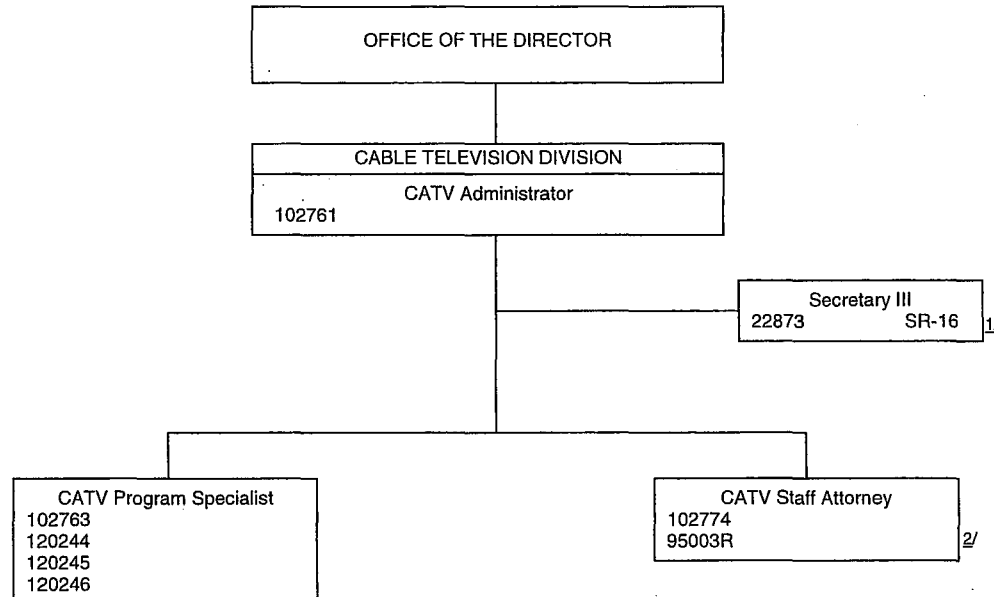 OFFICE OF THE DIRECTOR
CABLE TELEVISION DIVISION
CATV Administrator
102761
Secretary III
22873 SR-16 1
CATV Program Specialist
102763
120244
120245
120246
CATV Staff Attorney
102774
95003R 2/